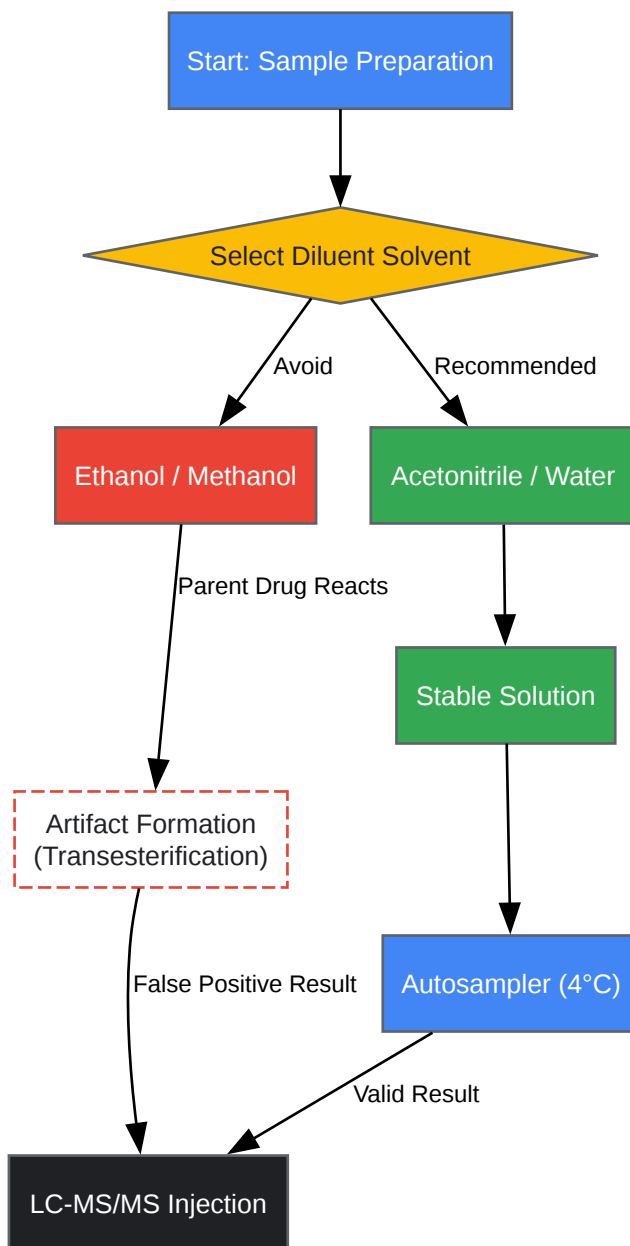 Start: Sample Preparation
Select Diluent Solvent
Avoid
Recommended
Ethanol / Methanol
Acetonitrile / Water
Parent Drug Reacts
Stable Solution
Artifact Formation
(Transesterification)
False Positive Result
Autosampler (4°C)
Valid Result
LC-MS/MS Injection